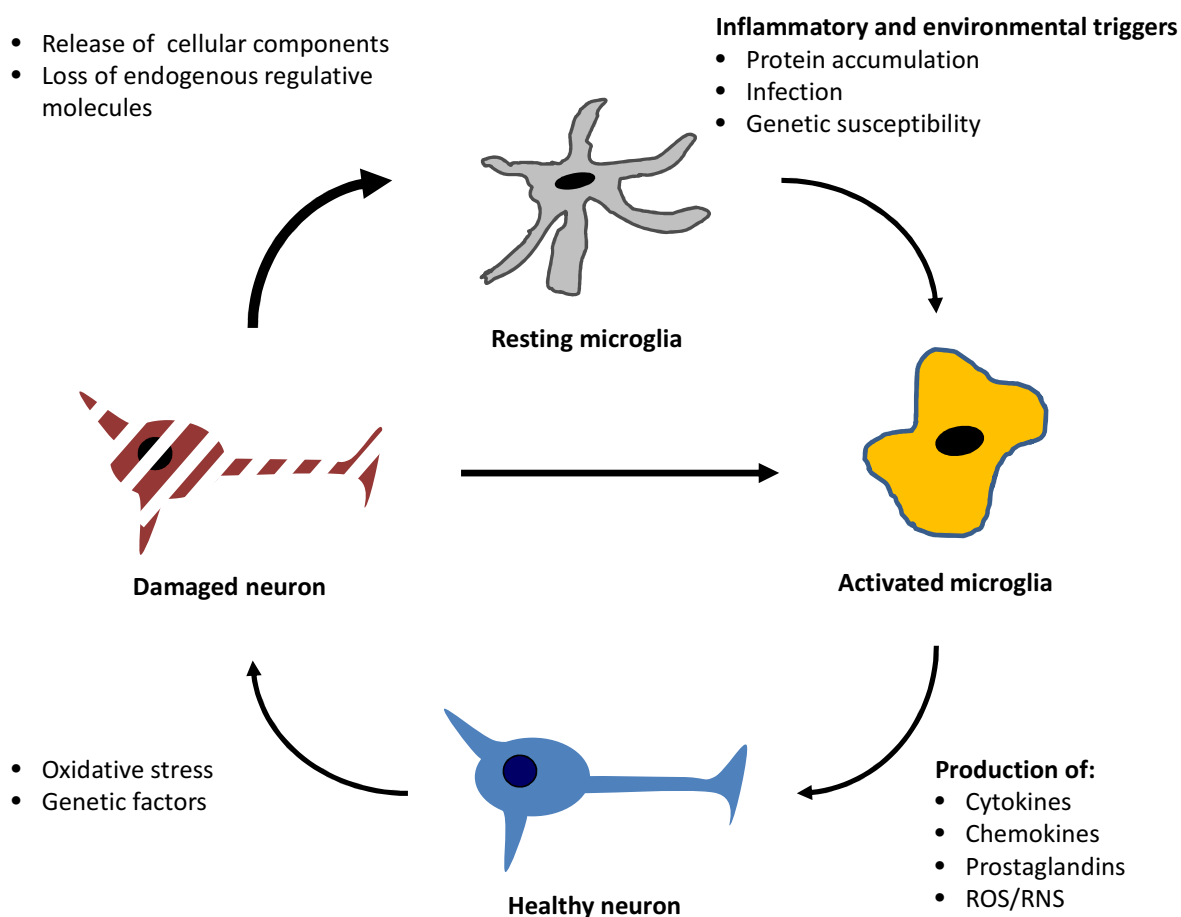 • Release of cellular components
• Loss of endogenous regulative
molecules
Inflammatory and environmental triggers
• Protein accumulation
• Infection
• Genetic susceptibility
Resting microglia
Damaged neuron
Activated microglia
• Oxidative stress
• Genetic factors
Healthy neuron
Production of:
• Cytokines
• Chemokines
• Prostaglandins
• ROS/RNS